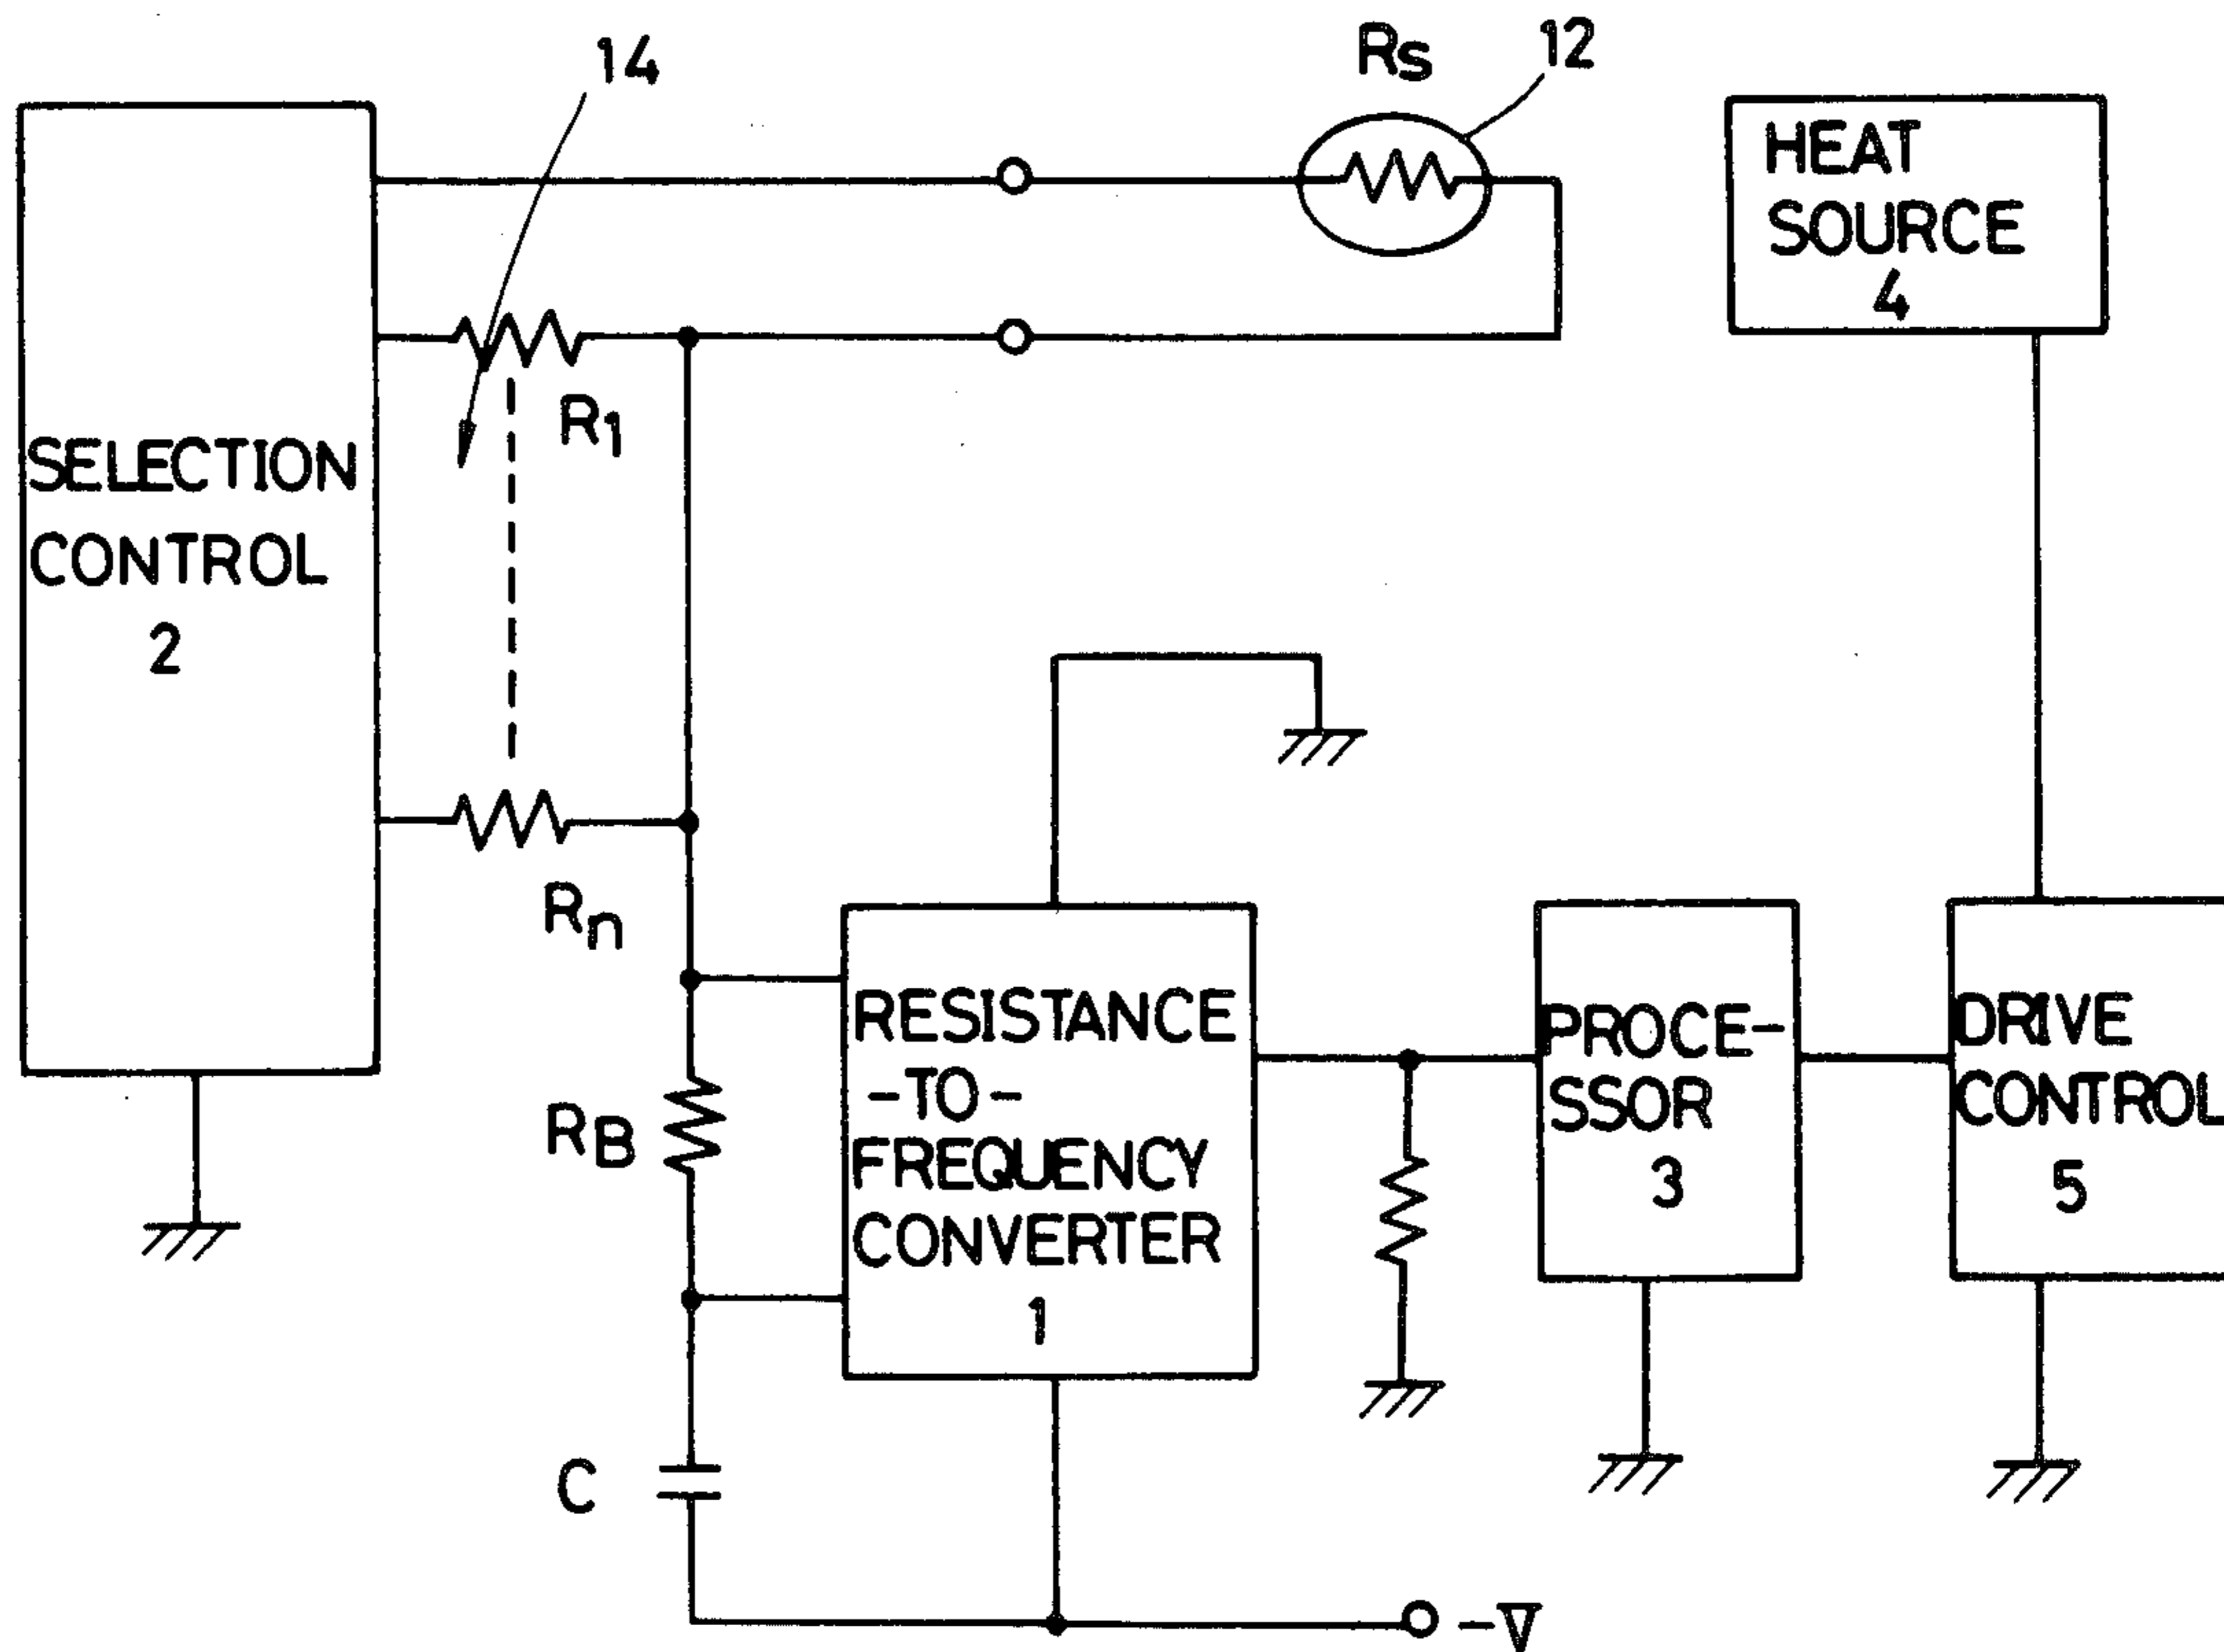 14
Rs
12
HEAT
SOURCE
4
R1
SELECTION
CONTROL
2
Rn
RESISTANCE
-TO-
FREQUENCY
CONVERTER
1
PROCE-
SSOR
3
DRIVE
CONTROL
5
RB
C
-V